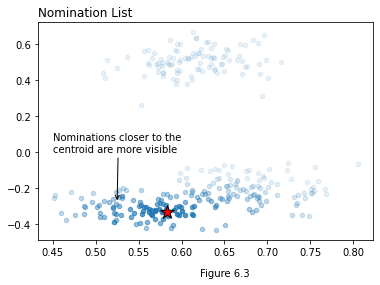 Nomination List
0.6
0.4
0.2
0.0
−0.2
−0.4
Nominations closer to the
centroid are more visible
0.45 0.50 0.55 0.60 0.65 0.70 0.75 0.80
Figure 6.3